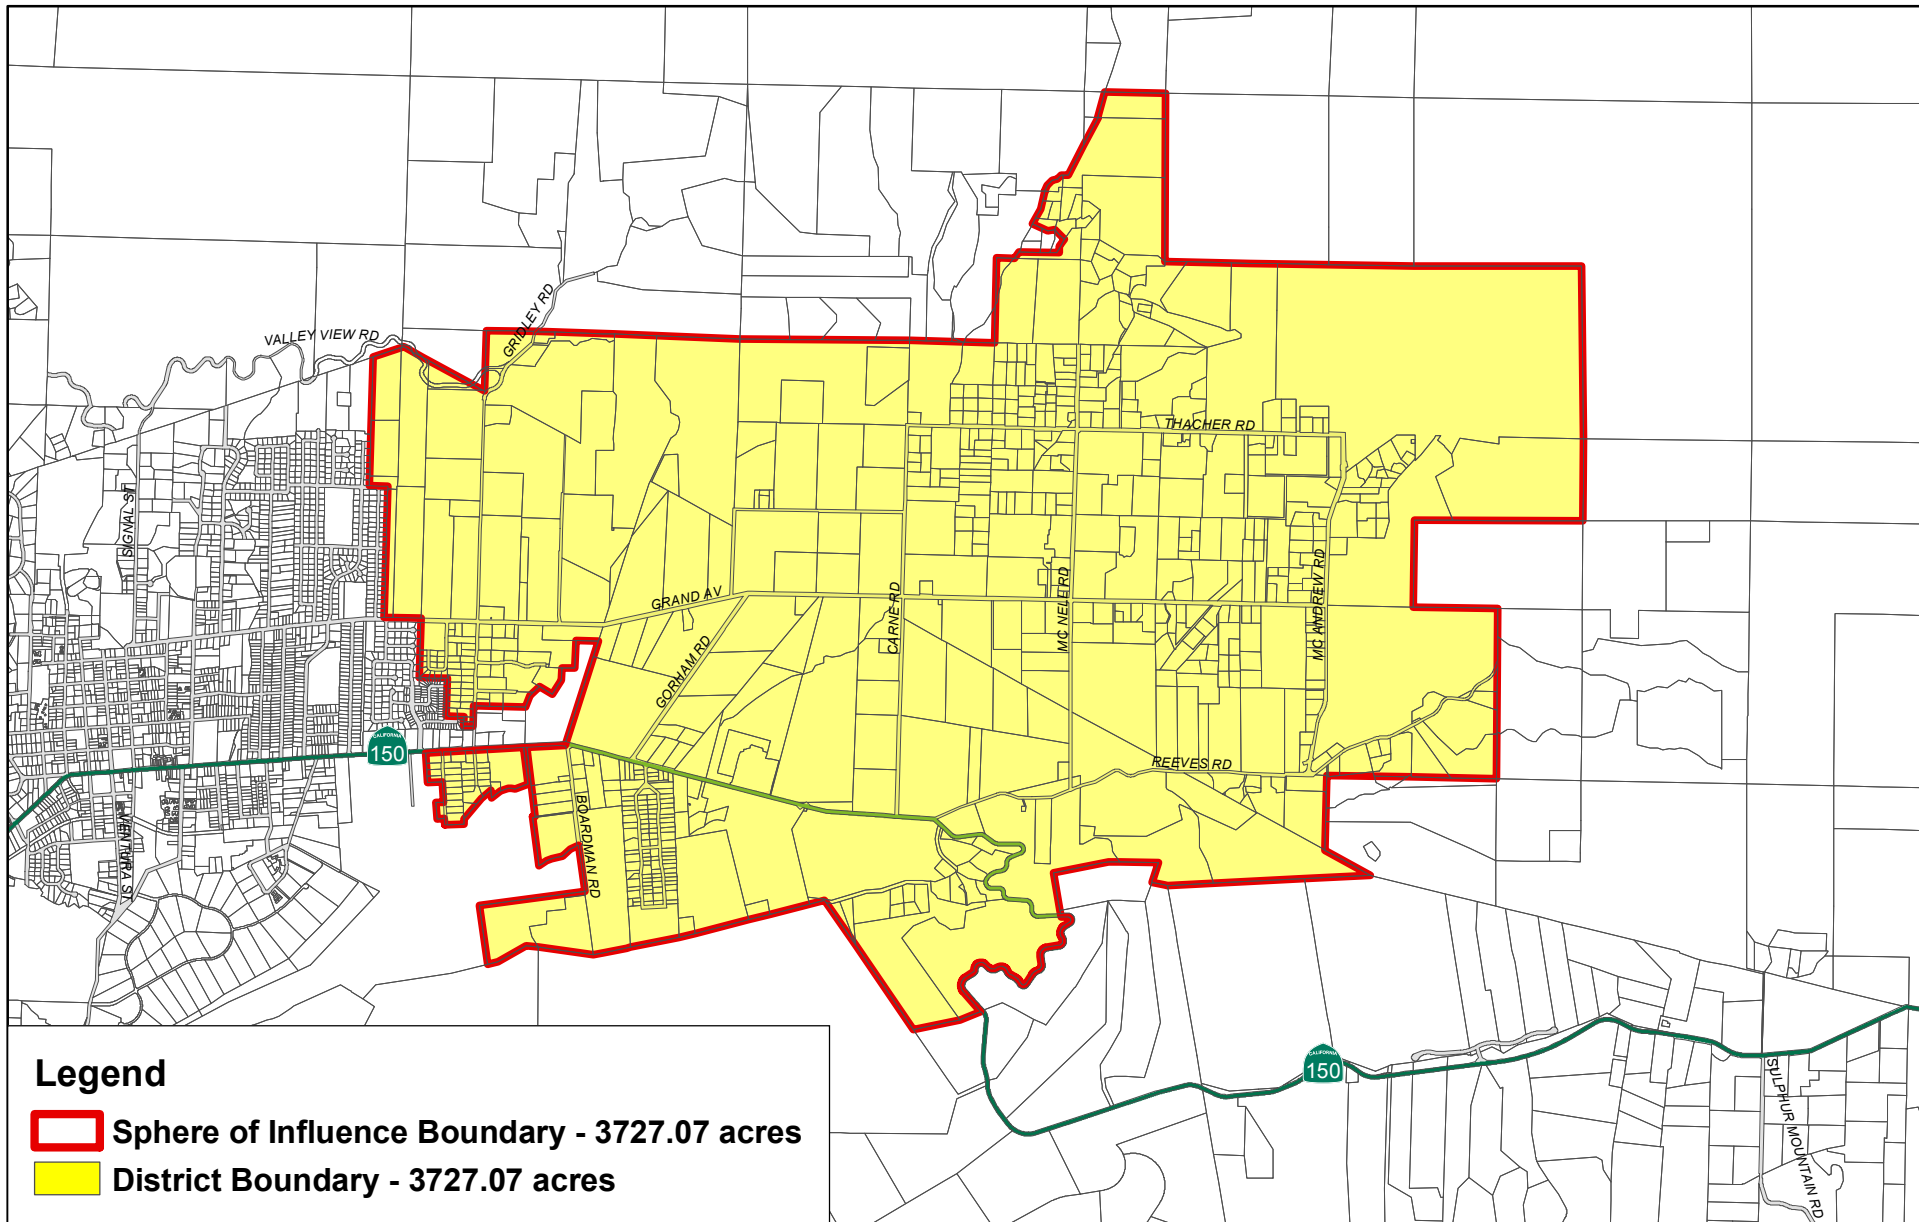 VALLEY VIEW RD
GRIDLEY RD
THACHER RD
SIGNAL ST
GRAND AV
GORHAM RD
CARNE RD
MC NELL RD
MC ANDREW RD
CALIFORNIA
150
REEVES RD
BOARDMAN RD
VENTURA ST
CALIFORNIA
150
SULPHUR MOUNTAIN RD
Legend
Sphere of Influence Boundary - 3727.07 acres
District Boundary - 3727.07 acres